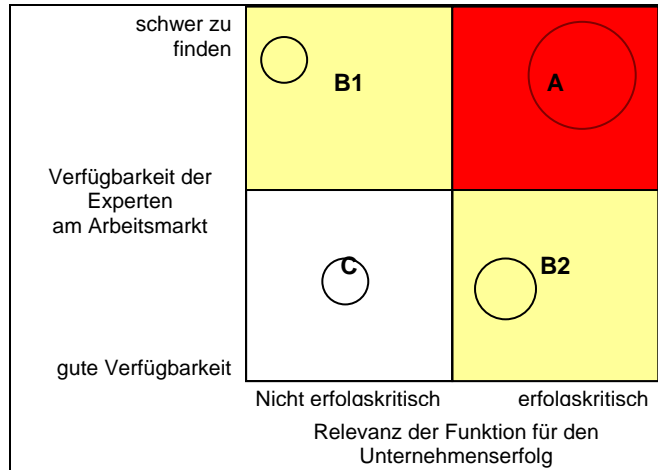 schwer zu
finden
B1
A
Verfügbarkeit der
Experten
am Arbeitsmarkt
C
B2
gute Verfügbarkeit
Nicht erfolgskritisch
erfolgskritisch
Relevanz der Funktion für den
Unternehmenserfolg